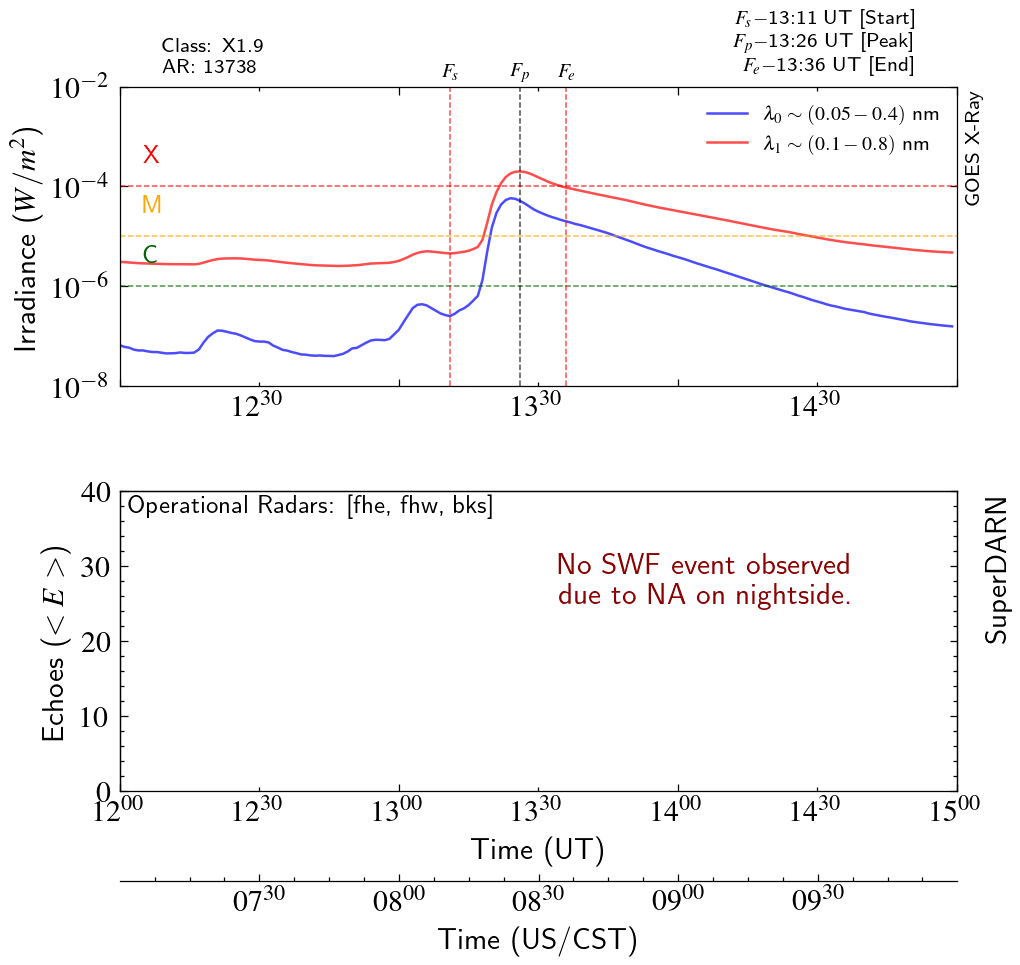 F_s−13:11 UT [Start]
Class: X1.9
F_p−13:26 UT [Peak]
AR: 13738
F_e−13:36 UT [End]
F_s F_p F_e
10^−2
λ_0 ∼ (0.05 − 0.4) nm
λ_1 ∼ (0.1 − 0.8) nm
X
10^−4
M
C
10^−6
10^−8
Irradiance (W/m^2)
GOES X-Ray
12^30 13^30 14^30
40
Operational Radars: [fhe, fhw, bks]
No SWF event observed
due to NA on nightside.
30
20
10
0
Echoes (< E >)
SuperDARN
12^00 12^30 13^00 13^30 14^00 14^30 15^00
Time (UT)
07^30 08^00 08^30 09^00 09^30
Time (US/CST)